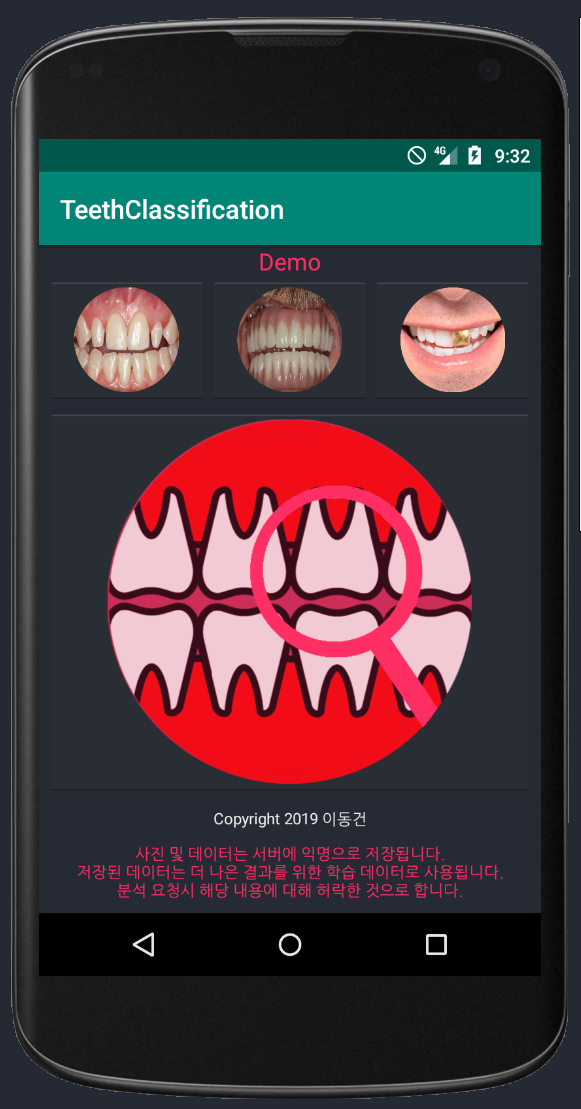 4G 9:32
TeethClassification
Demo
Copyright 2019 이동건
사진 및 데이터는 서버에 익명으로 저장됩니다.
저장된 데이터는 더 나은 결과를 위한 학습 데이터로 사용됩니다.
분석 요청시 해당 내용에 대해 허락한 것으로 합니다.